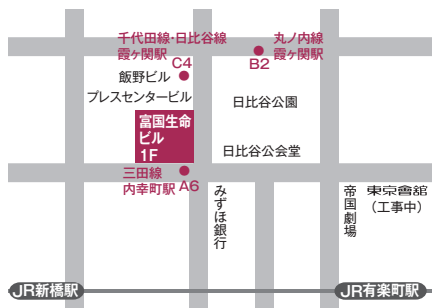 千代田線・日比谷線
霞ヶ関駅
C4
丸ノ内線
霞ヶ関駅
B2
飯野ビル
プレスセンタービル
日比谷公園
富国生命
ビル
1F
日比谷公会堂
三田線
内幸町駅
A6
みずほ銀行
帝国劇場
東京會舘
（工事中）
JR新橋駅
JR有楽町駅